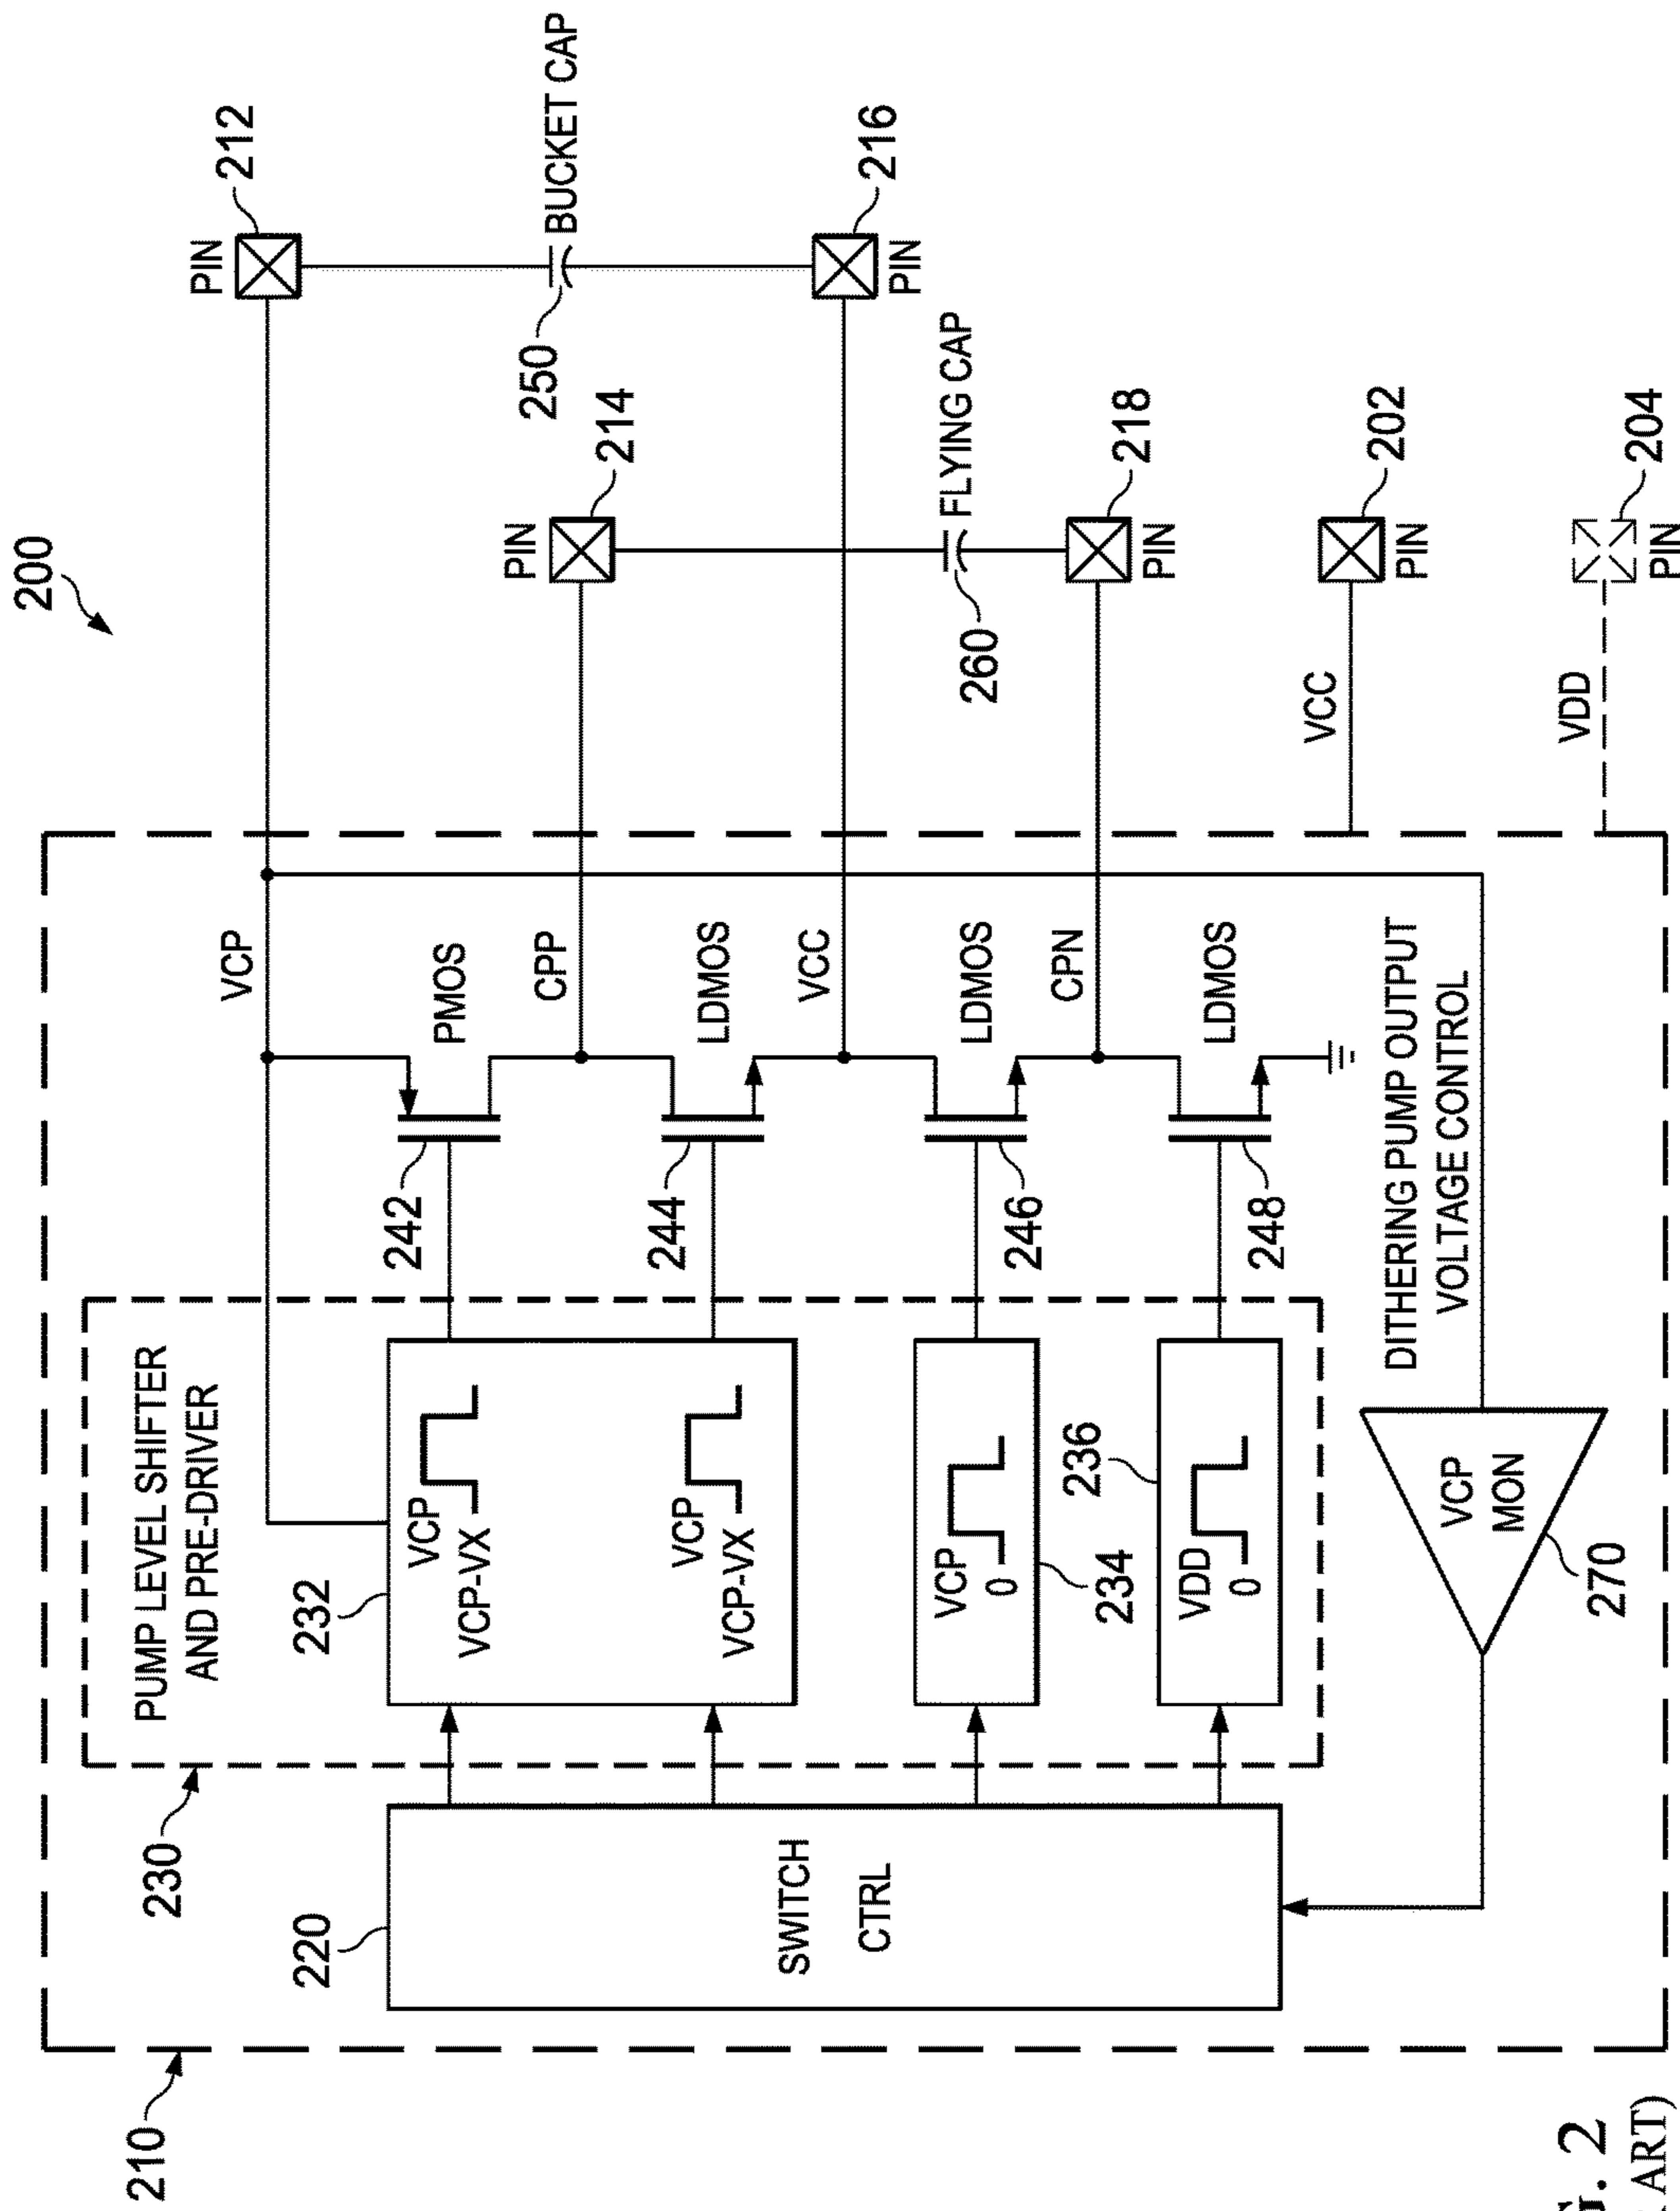 200
210
230
PUMP LEVEL SHIFTER
AND PRE-DRIVER
220
SWITCH
CTRL
232
VCP
VCP-VX
VCP
VCP-VX
VCP
0
234
VDD
0
236
242
244
246
248
VCP
PMOS
CPP
LDMOS
VCC
LDMOS
CPN
LDMOS
DITHERING PUMP OUTPUT
VOLTAGE CONTROL
VCP
MON
270
PIN
212
250
BUCKET CAP
PIN
214
216
PIN
260
FLYING CAP
218
PIN
VCC
202
PIN
VDD
204
PIN
G. 2
ART)